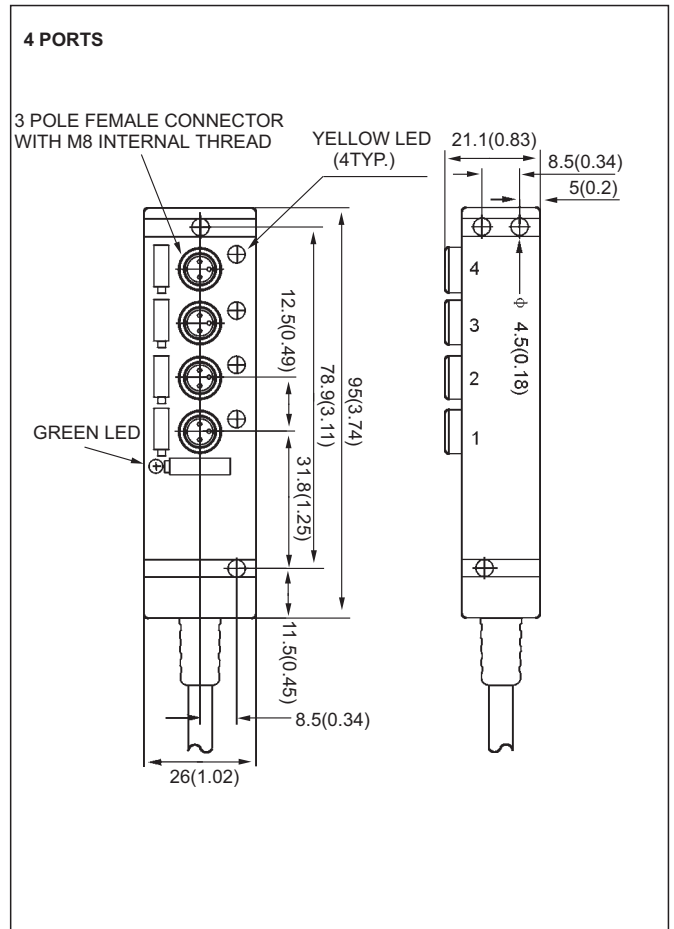 4 PORTS
3 POLE FEMALE CONNECTOR
WITH M8 INTERNAL THREAD
YELLOW LED
(4TYP.)
21.1(0.83)
8.5(0.34)
5(0.2)
4
3
2
1
ϕ 4.5(0.18)
12.5(0.49)
78.9(3.11)
95(3.74)
GREEN LED
31.8(1.25)
11.5(0.45)
8.5(0.34)
26(1.02)